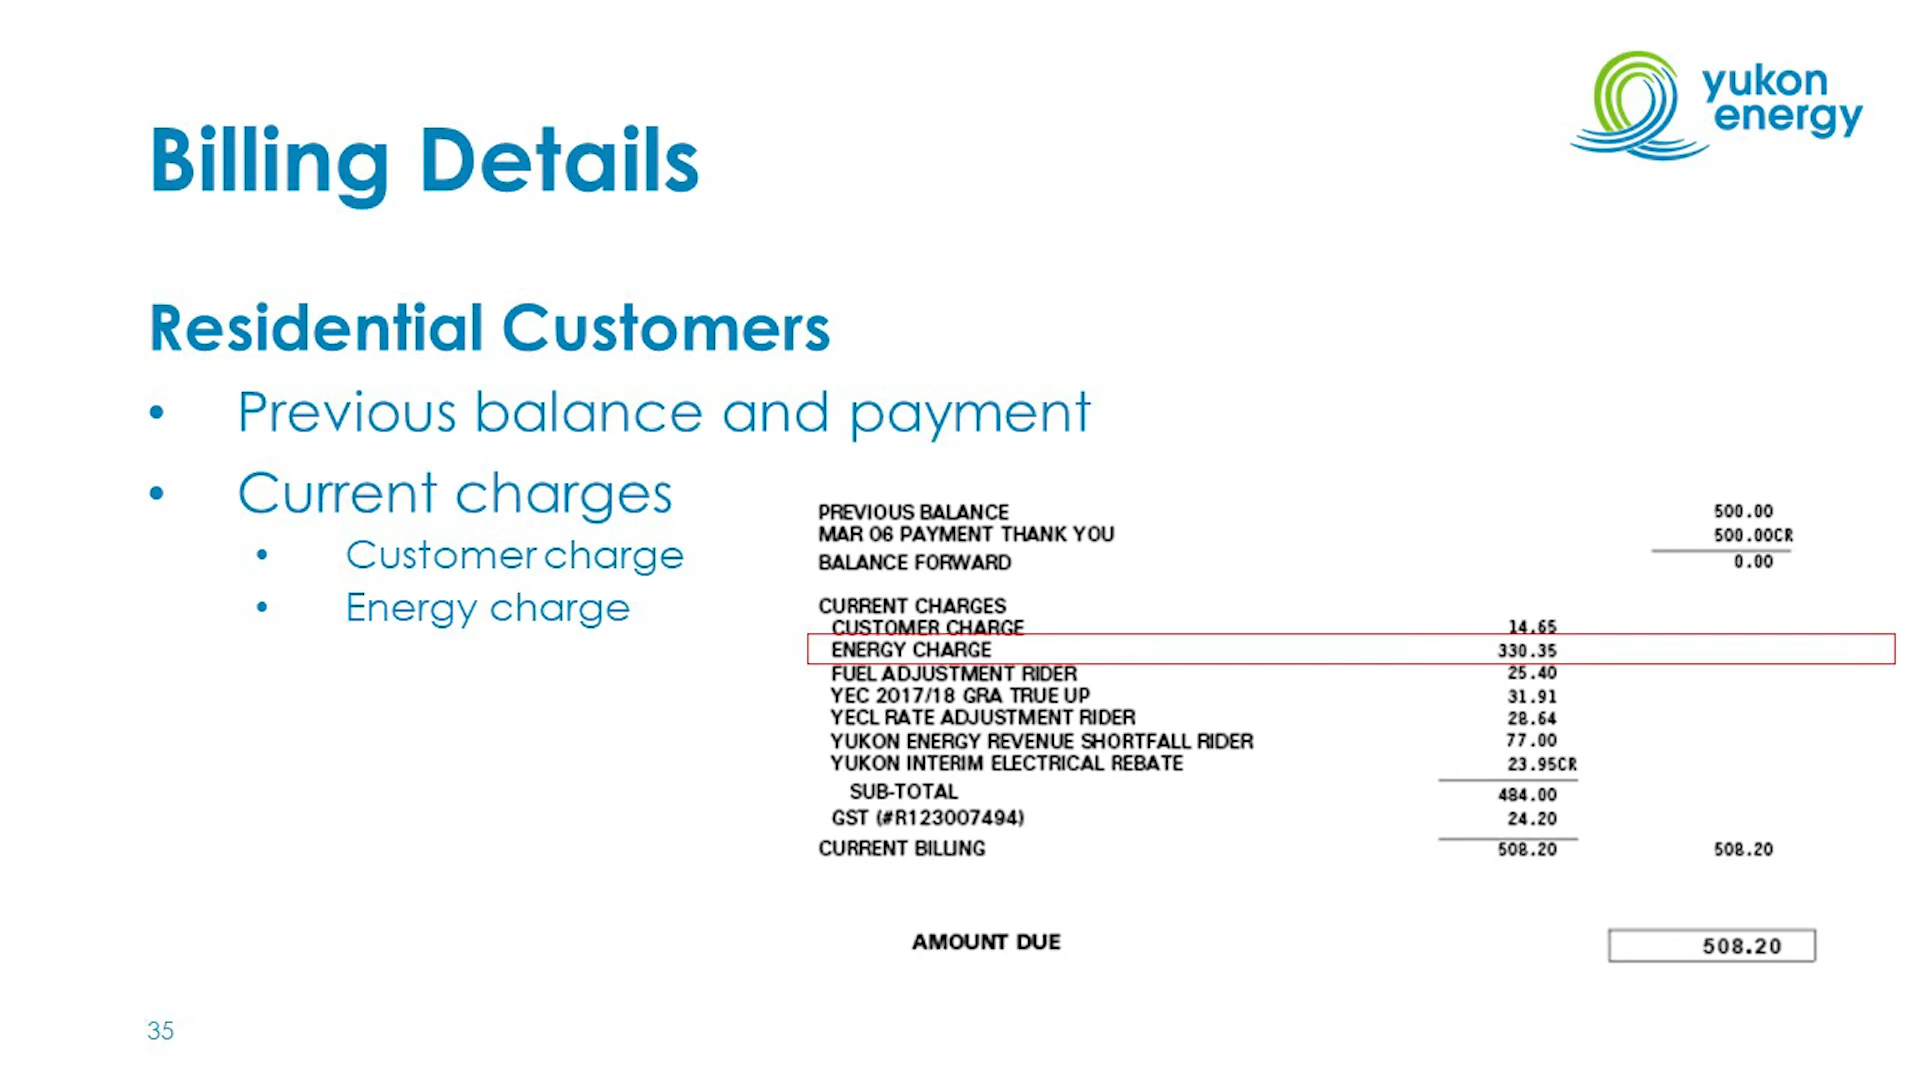 yukon
energy
Billing Details
Residential Customers
• Previous balance and payment
• Current charges
• Customer charge
• Energy charge
PREVIOUS BALANCE 500.00
MAR 06 PAYMENT THANK YOU 500.00CR
BALANCE FORWARD 0.00
CURRENT CHARGES
CUSTOMER CHARGE 14.65
ENERGY CHARGE 330.35
FUEL ADJUSTMENT RIDER 25.40
YEC 2017/18 GRA TRUE UP 31.91
YECL RATE ADJUSTMENT RIDER 28.64
YUKON ENERGY REVENUE SHORTFALL RIDER 77.00
YUKON INTERIM ELECTRICAL REBATE 23.95CR
SUB-TOTAL 484.00
GST (#R123007494) 24.20
CURRENT BILLING 508.20 508.20
AMOUNT DUE 508.20
35